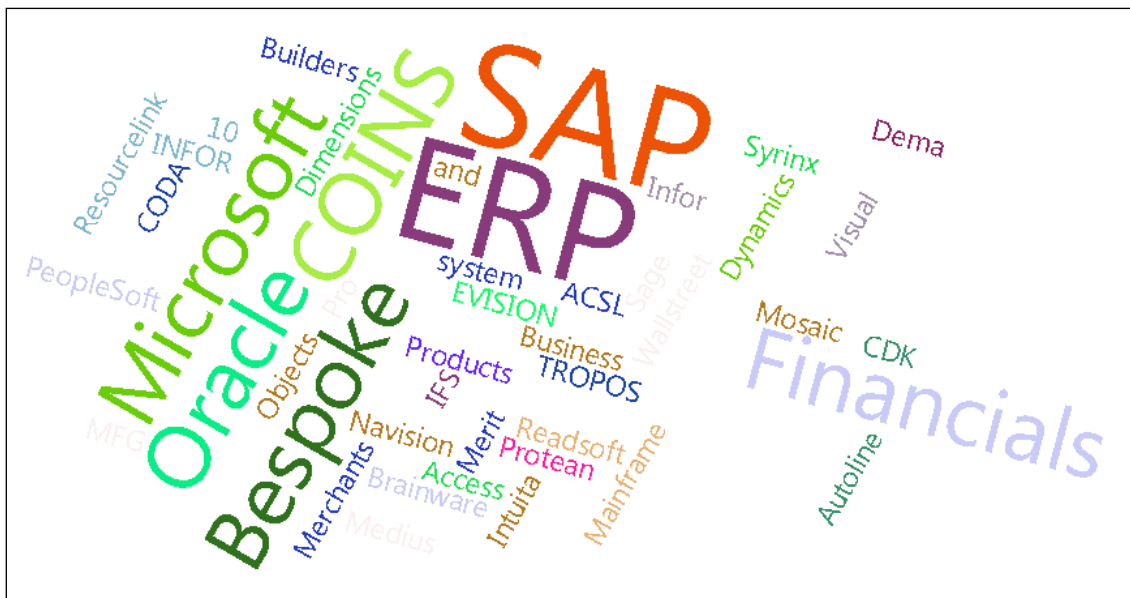 SAP
Builders
COINS
Dimensions
Microsoft
10
INFOR
Resourcelink
CODA
ERP
and
Infor
Syrinx
Dema
Dynamics
Visual
PeopleSoft
Oracle
Pro
system
EVISION
ACSL
Sage
Wallstreet
Bespoke
Objects
Products
Business
TROPOS
IFS
Mosaic
CDK
Financials
MFG
Navision
Merit
Readsoft
Protean
Mainframe
Merchants
Brainware
Access
Intuita
Medius
Autoline